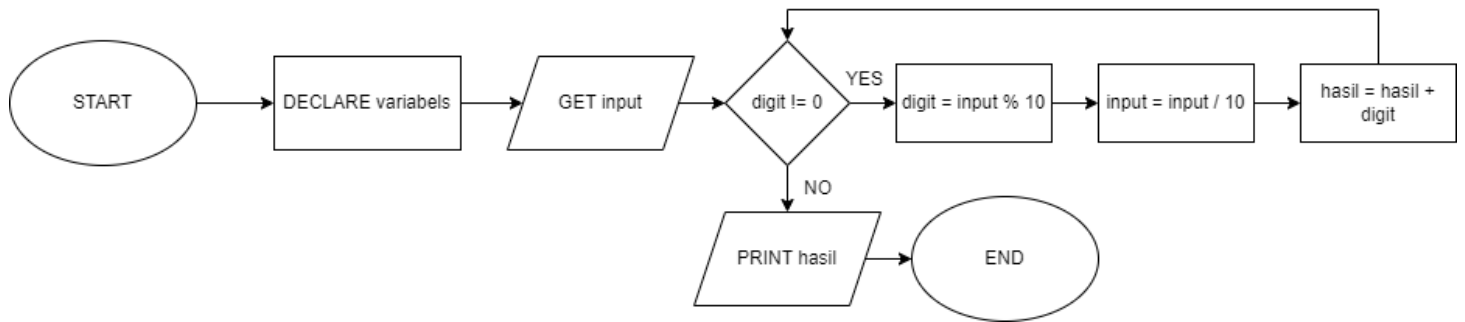 START
DECLARE variabels
GET input
digit != 0
YES
digit = input % 10
input = input / 10
hasil = hasil +
digit
NO
PRINT hasil
END